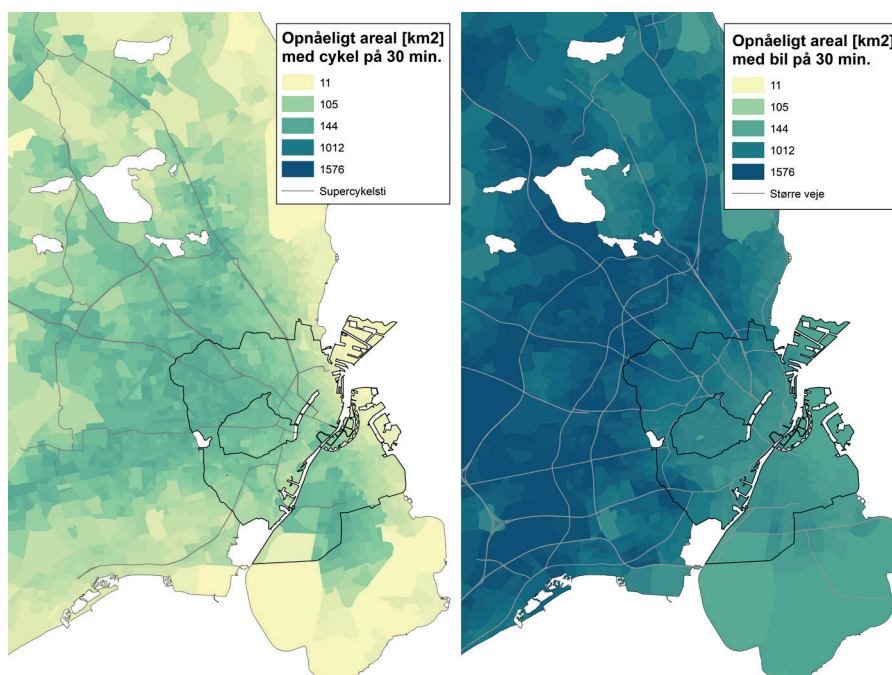 Opnåeligt areal [km2]
med cykel på 30 min.
11
105
144
1012
1576
Supercykelsti
Opnåeligt areal [km2]
med bil på 30 min.
11
105
144
1012
1576
Større veje